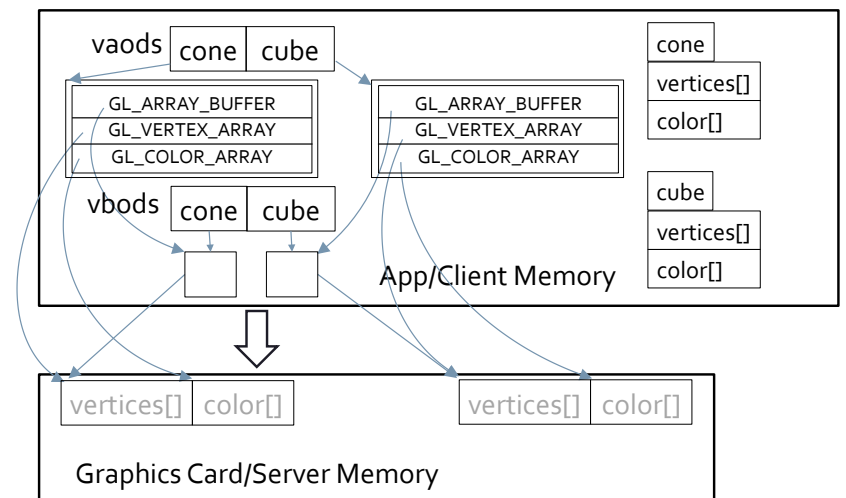 vaods cone cube
GL_ARRAY_BUFFER
GL_VERTEX_ARRAY
GL_COLOR_ARRAY
GL_ARRAY_BUFFER
GL_VERTEX_ARRAY
GL_COLOR_ARRAY
cone
vertices[]
color[]
vbods cone cube
cube
vertices[]
color[]
App/Client Memory
vertices[] color[]
vertices[] color[]
Graphics Card/Server Memory